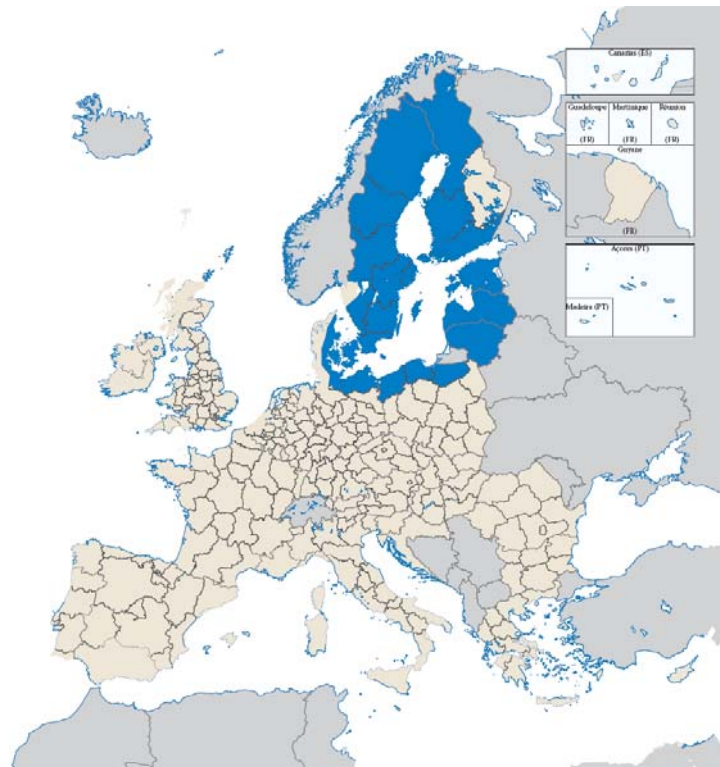 Canarias (ES)
Guadeloupe Martinique Réunion
(FR) (FR) (FR)
Guyane
(FR)
Açores (PT)
Madeira (PT)